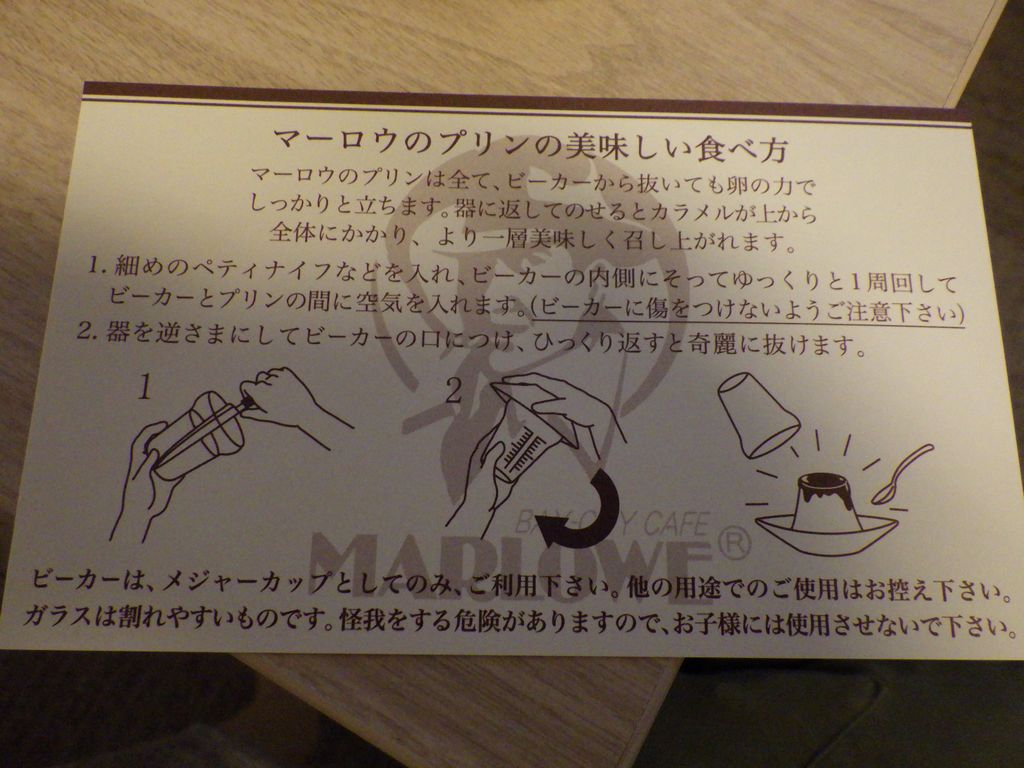 マーロウのプリンの美味しい食べ方
マーロウのプリンは全て、ビーカーから抜いても卵の力で
しっかりと立ちます。器に返してのせるとカラメルが上から
全体にかかり、より一層美味しく召し上がれます。
1. 細めのペティナイフなどを入れ、ビーカーの内側にそってゆっくりと1周回して
ビーカーとプリンの間に空気を入れます。(ビーカーに傷をつけないようご注意下さい)
2. 器を逆さまにしてビーカーの口につけ、ひっくり返すと奇麗に抜けます。
1
2
BAY-CITY CAFE
MARLOWE®
ビーカーは、メジャーカップとしてのみ、ご利用下さい。他の用途でのご使用はお控え下さい。
ガラスは割れやすいものです。怪我をする危険がありますので、お子様には使用させないで下さい。